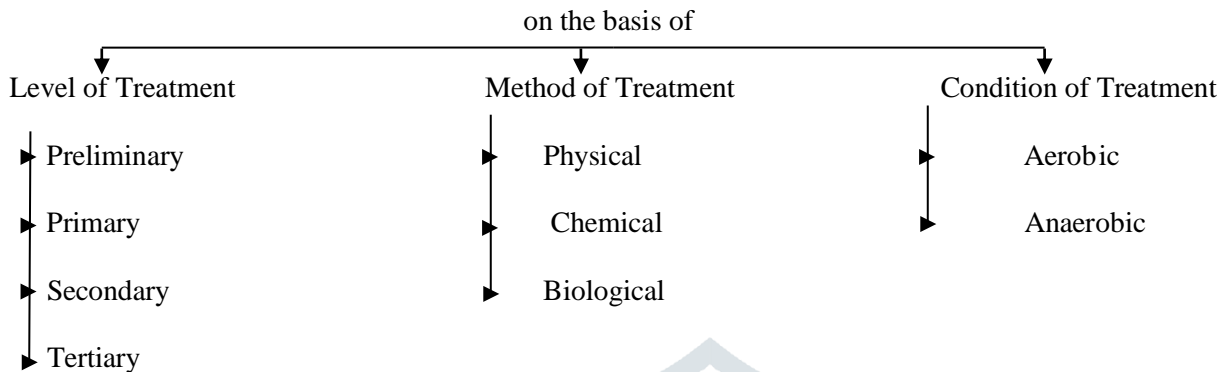 on the basis of
Level of Treatment Method of Treatment Condition of Treatment
Preliminary Physical Aerobic
Primary Chemical Anaerobic
Secondary Biological
Tertiary